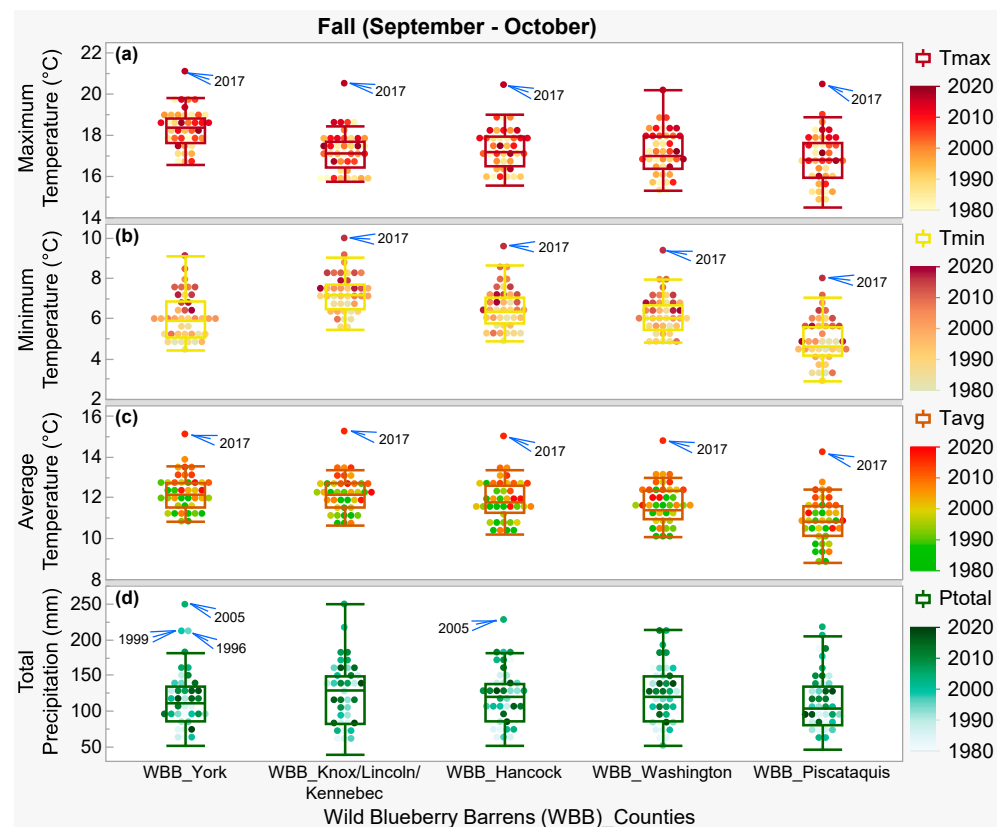 Fall (September - October)
(a)
Maximum
Temperature (°C)
22
20
18
16
14
2017
2017
2017
2017
Tmax
2020
2010
2000
1990
1980
(b)
Minimum
Temperature (°C)
10
8
6
4
2
2017
2017
2017
2017
Tmin
2020
2010
2000
1990
1980
(c)
Average
Temperature (°C)
16
14
12
10
8
2017
2017
2017
2017
2017
Tavg
2020
2010
2000
1990
1980
(d)
Total
Precipitation (mm)
250
200
150
100
50
2005
1999
1996
2005
Ptotal
2020
2010
2000
1990
1980
WBB_York
WBB_Knox/Lincoln/
Kennebec
WBB_Hancock
WBB_Washington
WBB_Piscataquis
Wild Blueberry Barrens (WBB)_Counties